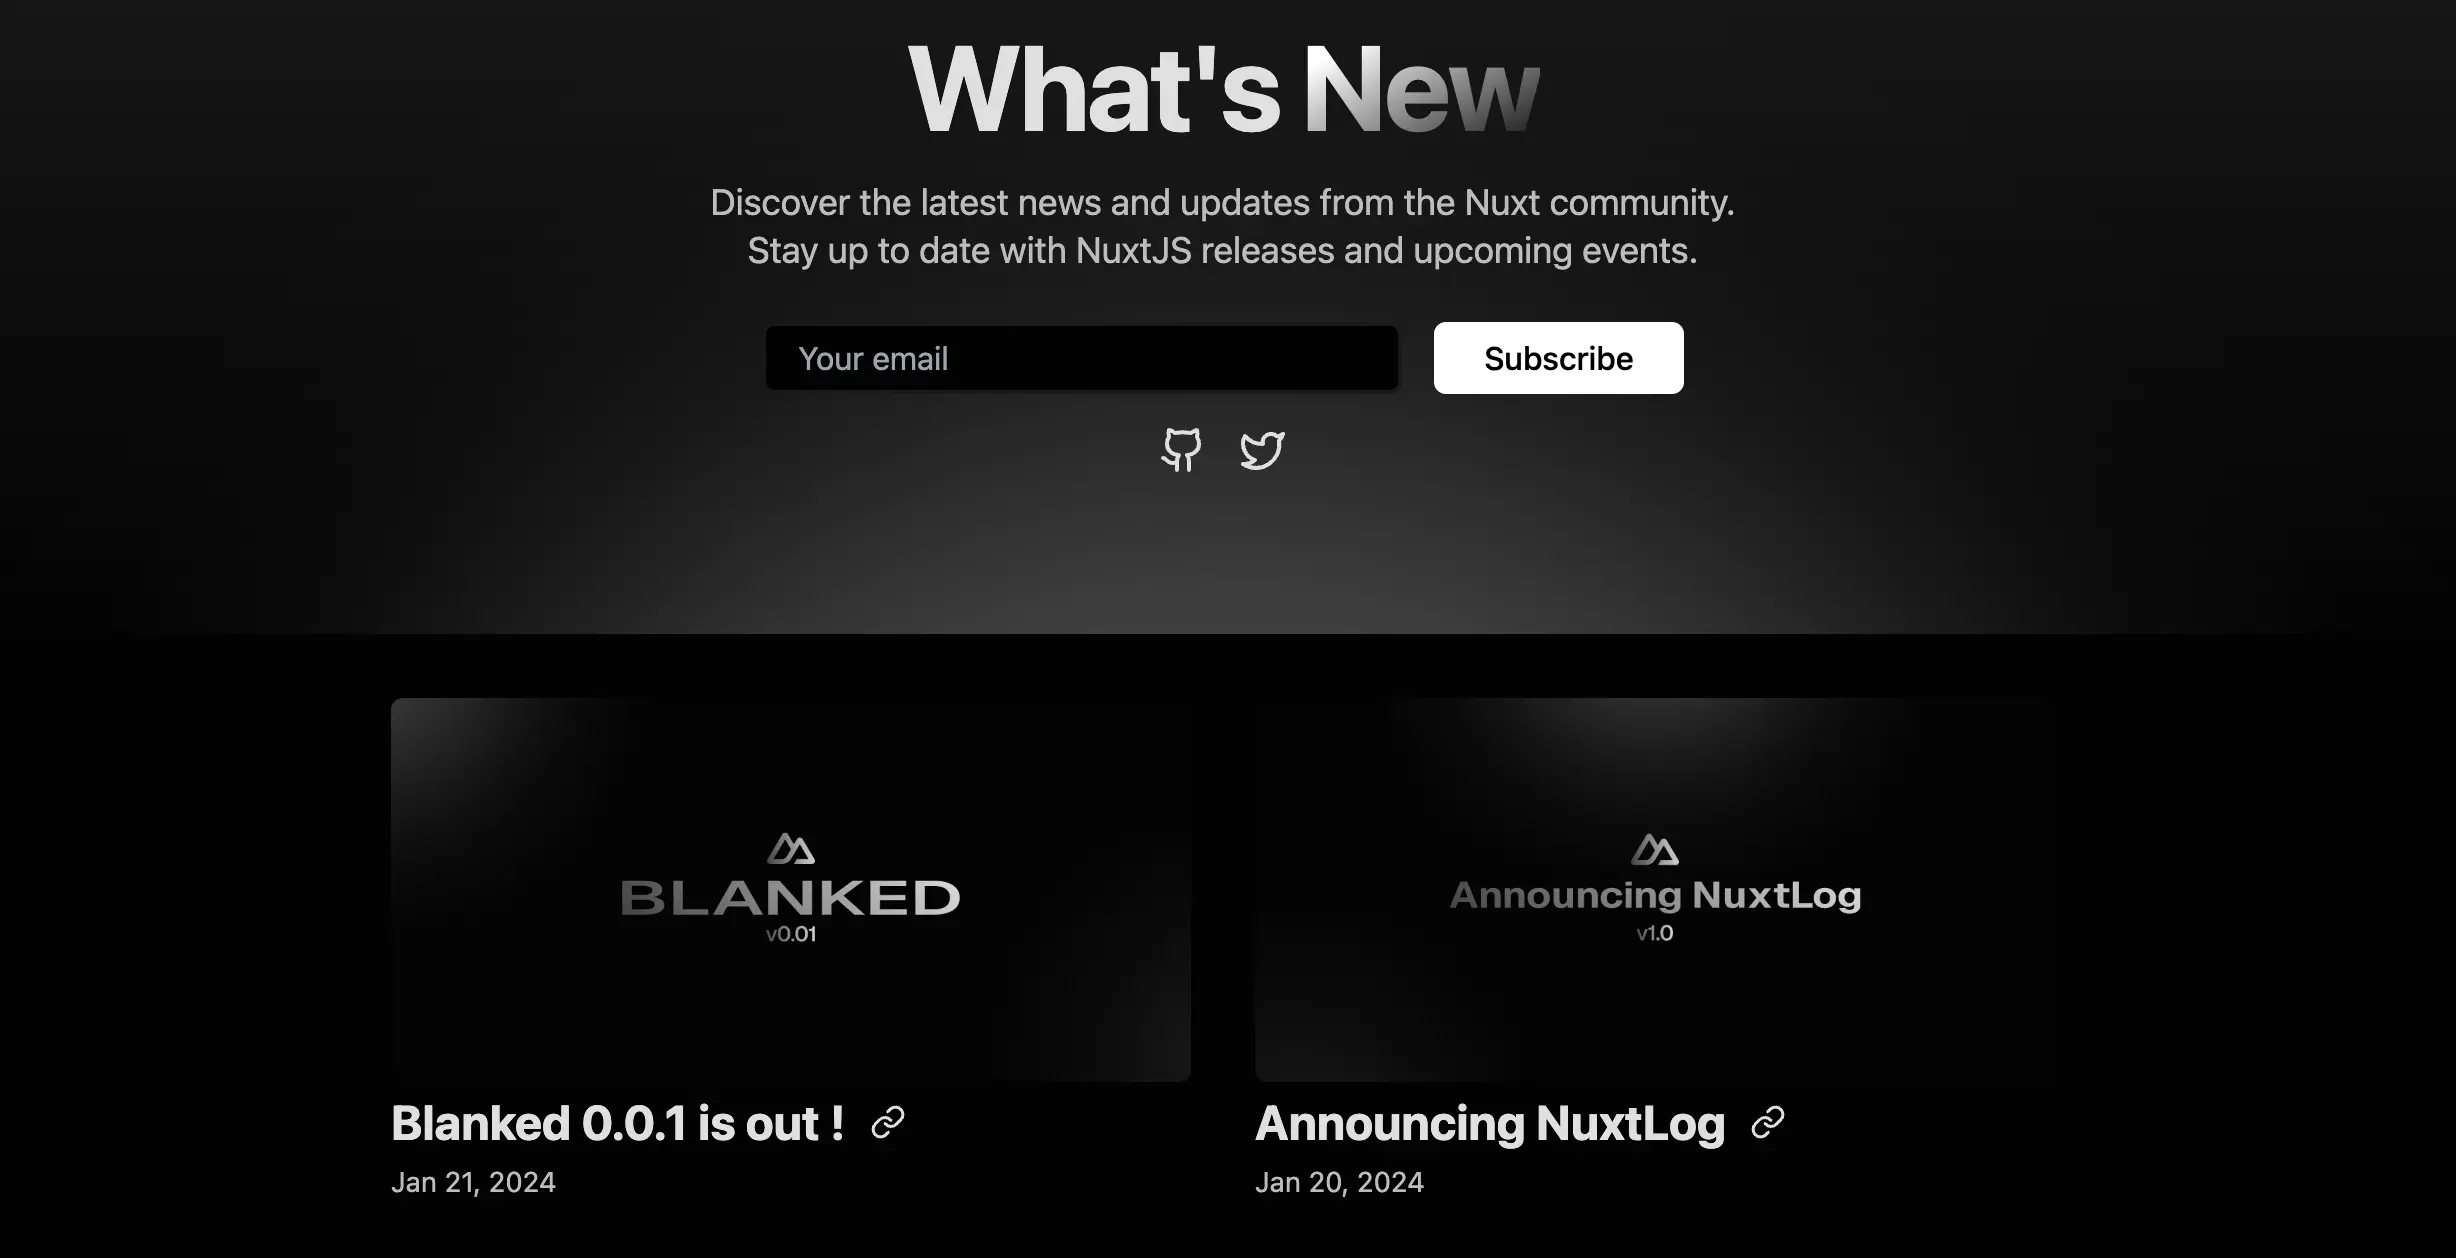 What's New
Discover the latest news and updates from the Nuxt community.
Stay up to date with NuxtJS releases and upcoming events.
Your email
Subscribe
BLANKED
v0.01
Blanked 0.0.1 is out !
Jan 21, 2024
Announcing NuxtLog
v1.0
Announcing NuxtLog
Jan 20, 2024